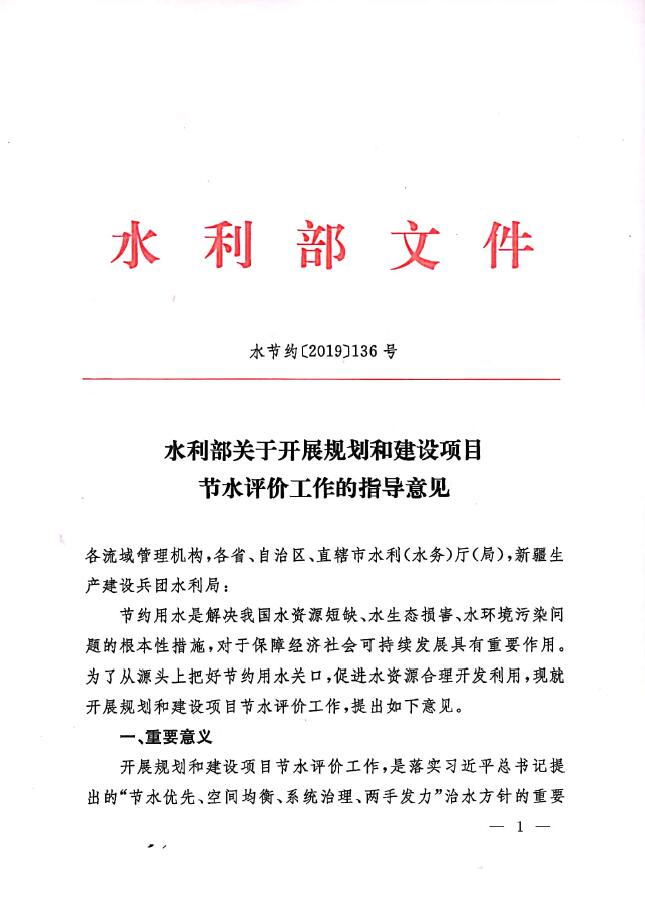 水利部文件
水节约〔2019〕136号
水利部关于开展规划和建设项目
节水评价工作的指导意见
各流域管理机构,各省、自治区、直辖市水利(水务)厅(局),新疆生
产建设兵团水利局:
节约用水是解决我国水资源短缺、水生态损害、水环境污染问
题的根本性措施,对于保障经济社会可持续发展具有重要作用。
为了从源头上把好节约用水关口,促进水资源合理开发利用,现就
开展规划和建设项目节水评价工作,提出如下意见。
一、重要意义
开展规划和建设项目节水评价工作,是落实习近平总书记提
出的“节水优先、空间均衡、系统治理、两手发力”治水方针的重要
— 1 —